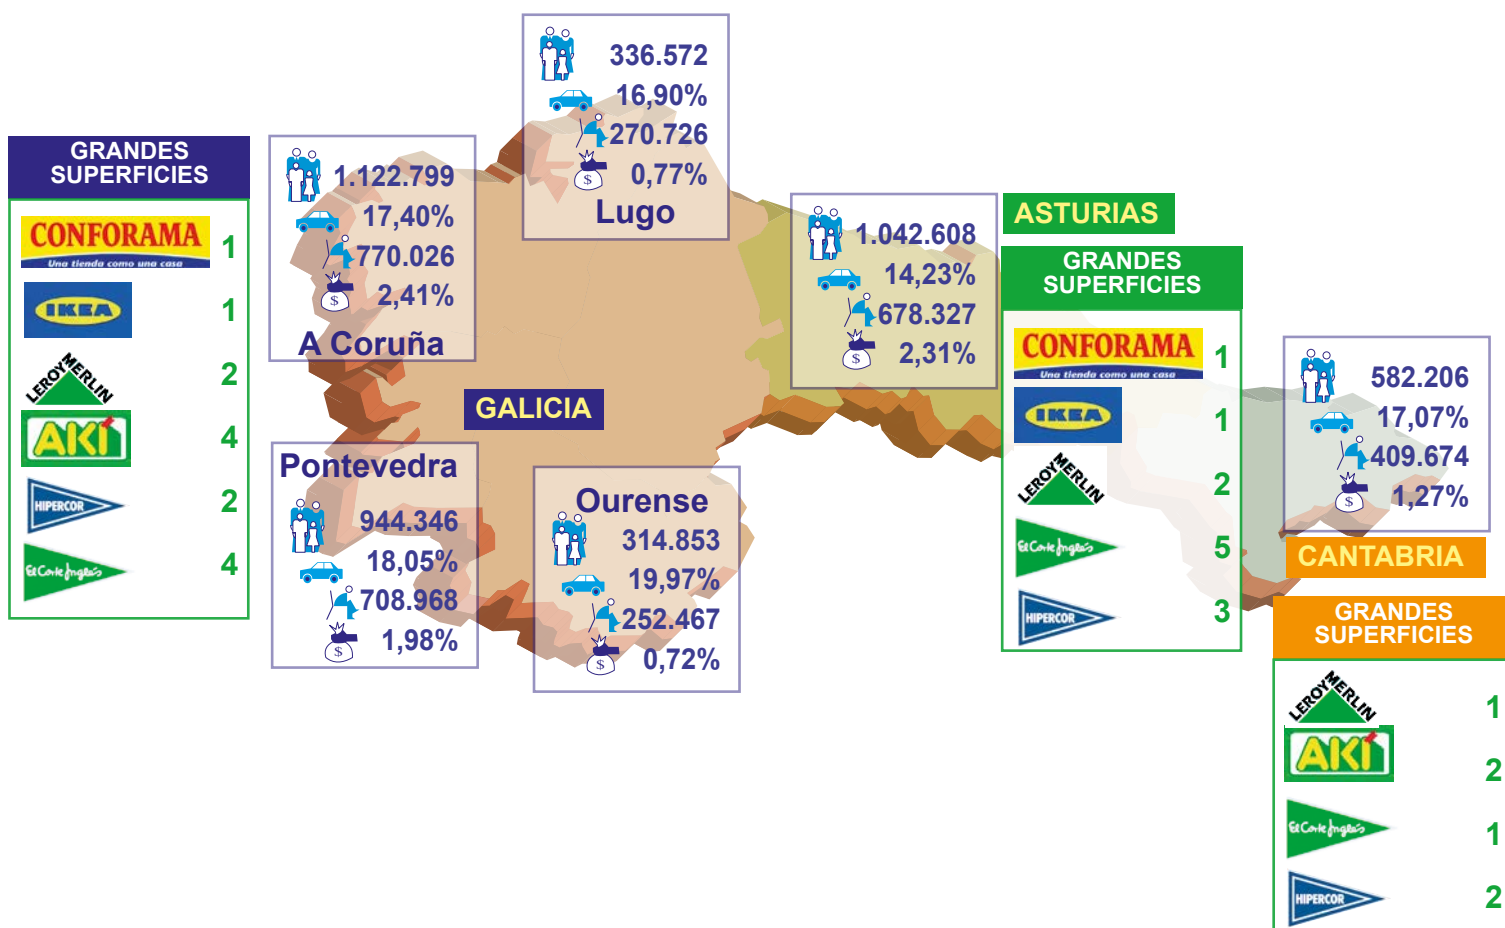 GRANDES
SUPERFICIES
CONFORAMA
Una tienda como una casa
1
IKEA
1
LEROY MERLIN
2
AKÍ
4
HIPERCOR
2
El Corte Inglés
4
1.122.799
17,40%
770.026
$
2,41%
A Coruña
336.572
16,90%
270.726
$
0,77%
Lugo
GALICIA
Pontevedra
944.346
18,05%
708.968
$
1,98%
Ourense
314.853
19,97%
252.467
$
0,72%
1.042.608
14,23%
678.327
$
2,31%
ASTURIAS
GRANDES
SUPERFICIES
CONFORAMA
Una tienda como una casa
1
IKEA
1
LEROY MERLIN
2
El Corte Inglés
5
HIPERCOR
3
582.206
17,07%
409.674
$
1,27%
CANTABRIA
GRANDES
SUPERFICIES
LEROY MERLIN
1
AKÍ
2
El Corte Inglés
1
HIPERCOR
2